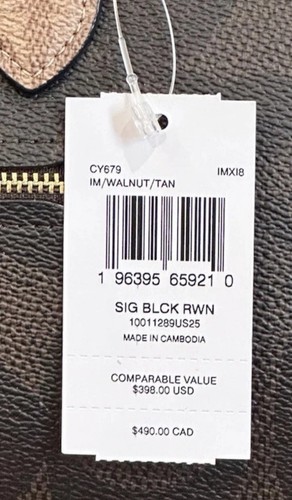 CY679 IMXI8
IM/WALNUT/TAN
1 96395 65921 0
SIG BLCK RWN
10011289US25
MADE IN CAMBODIA
COMPARABLE VALUE
$398.00 USD
$490.00 CAD